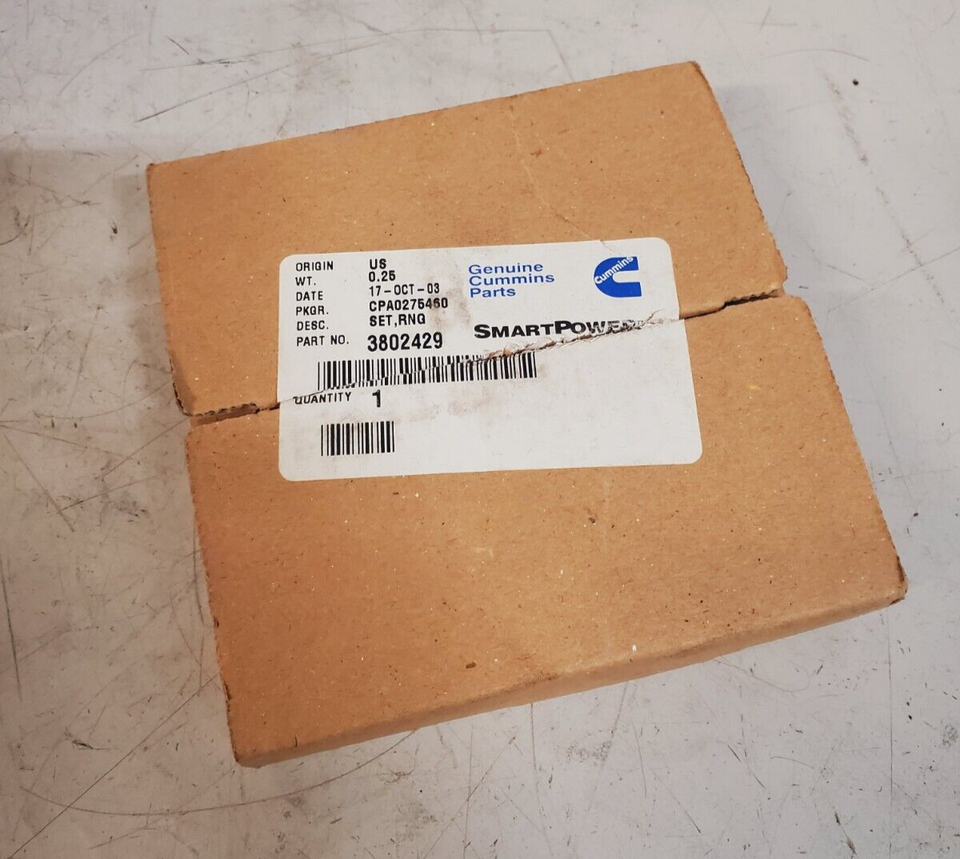 ORIGIN US
WT. 0.25
DATE 17-OCT-03
PKGR. CPA0275460
DESC. SET,RNG
PART NO. 3802429
QUANTITY 1
Genuine
Cummins
Parts
Cummins
SMARTPOWER